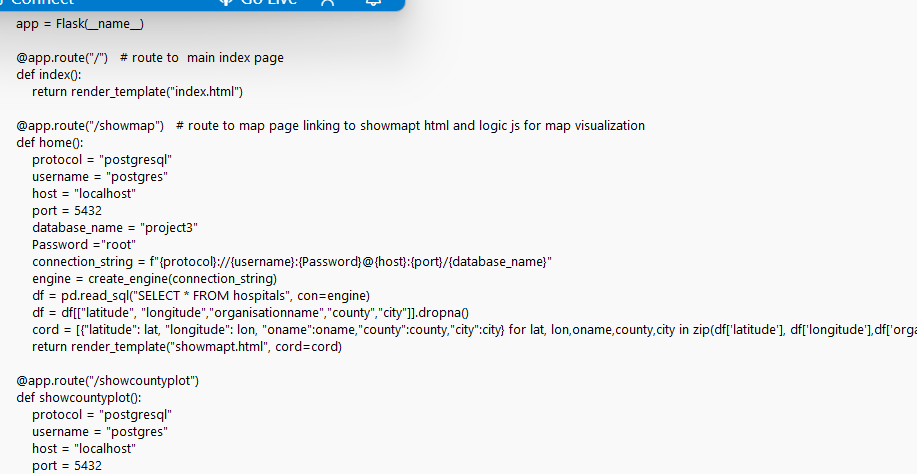 Connect Go Live
app = Flask(__name__)
@app.route("/") # route to main index page
def index():
return render_template("index.html")
@app.route("/showmap") # route to map page linking to showmapt html and logic js for map visualization
def home():
protocol = "postgresql"
username = "postgres"
host = "localhost"
port = 5432
database_name = "project3"
Password ="root"
connection_string = f"{protocol}://{username}:{Password}@{host}:{port}/{database_name}"
engine = create_engine(connection_string)
df = pd.read_sql("SELECT * FROM hospitals", con=engine)
df = df[["latitude", "longitude","organisationname","county","city"]].dropna()
cord = [{"latitude": lat, "longitude": lon, "oname":oname,"county":county,"city":city} for lat, lon,oname,county,city in zip(df['latitude'], df['longitude'],df['orga
return render_template("showmapt.html", cord=cord)
@app.route("/showcountyplot")
def showcountyplot():
protocol = "postgresql"
username = "postgres"
host = "localhost"
port = 5432